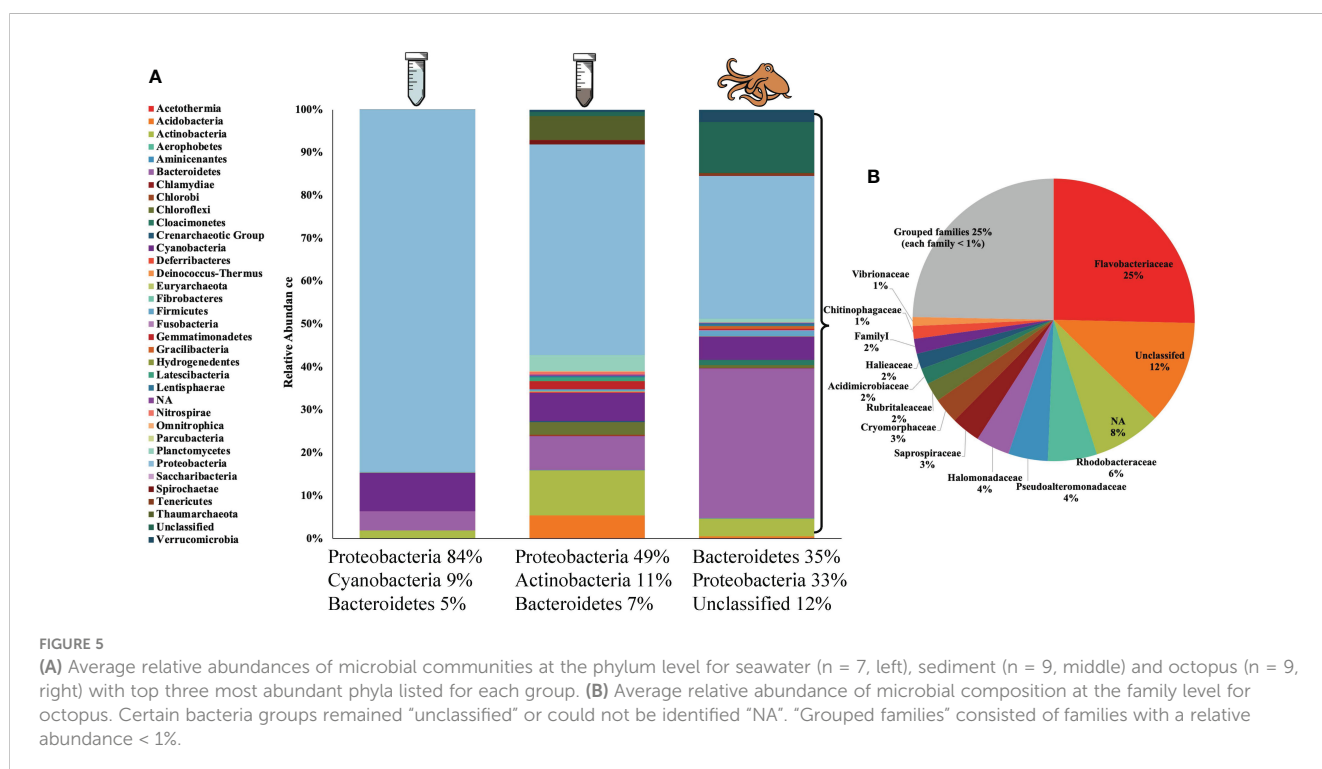 A
Acetothermia
Acidobacteria
Actinobacteria
Aerophobetes
Aminicenantes
Bacteroidetes
Chlamydiae
Chlorobi
Chloroflexi
Cloacimonetes
Crenarchaeotic Group
Cyanobacteria
Deferribacteres
Deinococcus-Thermus
Euryarchaeota
Fibrobacteres
Firmicutes
Fusobacteria
Gemmatimonadetes
Gracilibacteria
Hydrogenedentes
Latescibacteria
Lentisphaerae
NA
Nitrospirae
Omnitrophica
Parcubacteria
Planctomycetes
Proteobacteria
Saccharibacteria
Spirochaetae
Tenericutes
Thaumarchaeota
Unclassified
Verrucomicrobia
Relative Abundan ce
100%
90%
80%
70%
60%
50%
40%
30%
20%
10%
0%
Proteobacteria 84%
Cyanobacteria 9%
Bacteroidetes 5%
Proteobacteria 49%
Actinobacteria 11%
Bacteroidetes 7%
Bacteroidetes 35%
Proteobacteria 33%
Unclassified 12%
B
Grouped families 25%
(each family < 1%)
Flavobacteriaceae
25%
Unclassifed
12%
NA
8%
Rhodobacteraceae
6%
Pseudoalteromonadaceae
4%
Halomonadaceae
4%
Saprospiraceae
3%
Cryomorphaceae
3%
Rubritaleaceae
2%
Acidimicrobiaceae
2%
Halieaceae
2%
FamilyI
2%
Chitinophagaceae
1%
Vibrionaceae
1%
FIGURE 5
(A) Average relative abundances of microbial communities at the phylum level for seawater (n = 7, left), sediment (n = 9, middle) and octopus (n = 9,
right) with top three most abundant phyla listed for each group. (B) Average relative abundance of microbial composition at the family level for
octopus. Certain bacteria groups remained “unclassified” or could not be identified “NA”. “Grouped families” consisted of families with a relative
abundance < 1%.